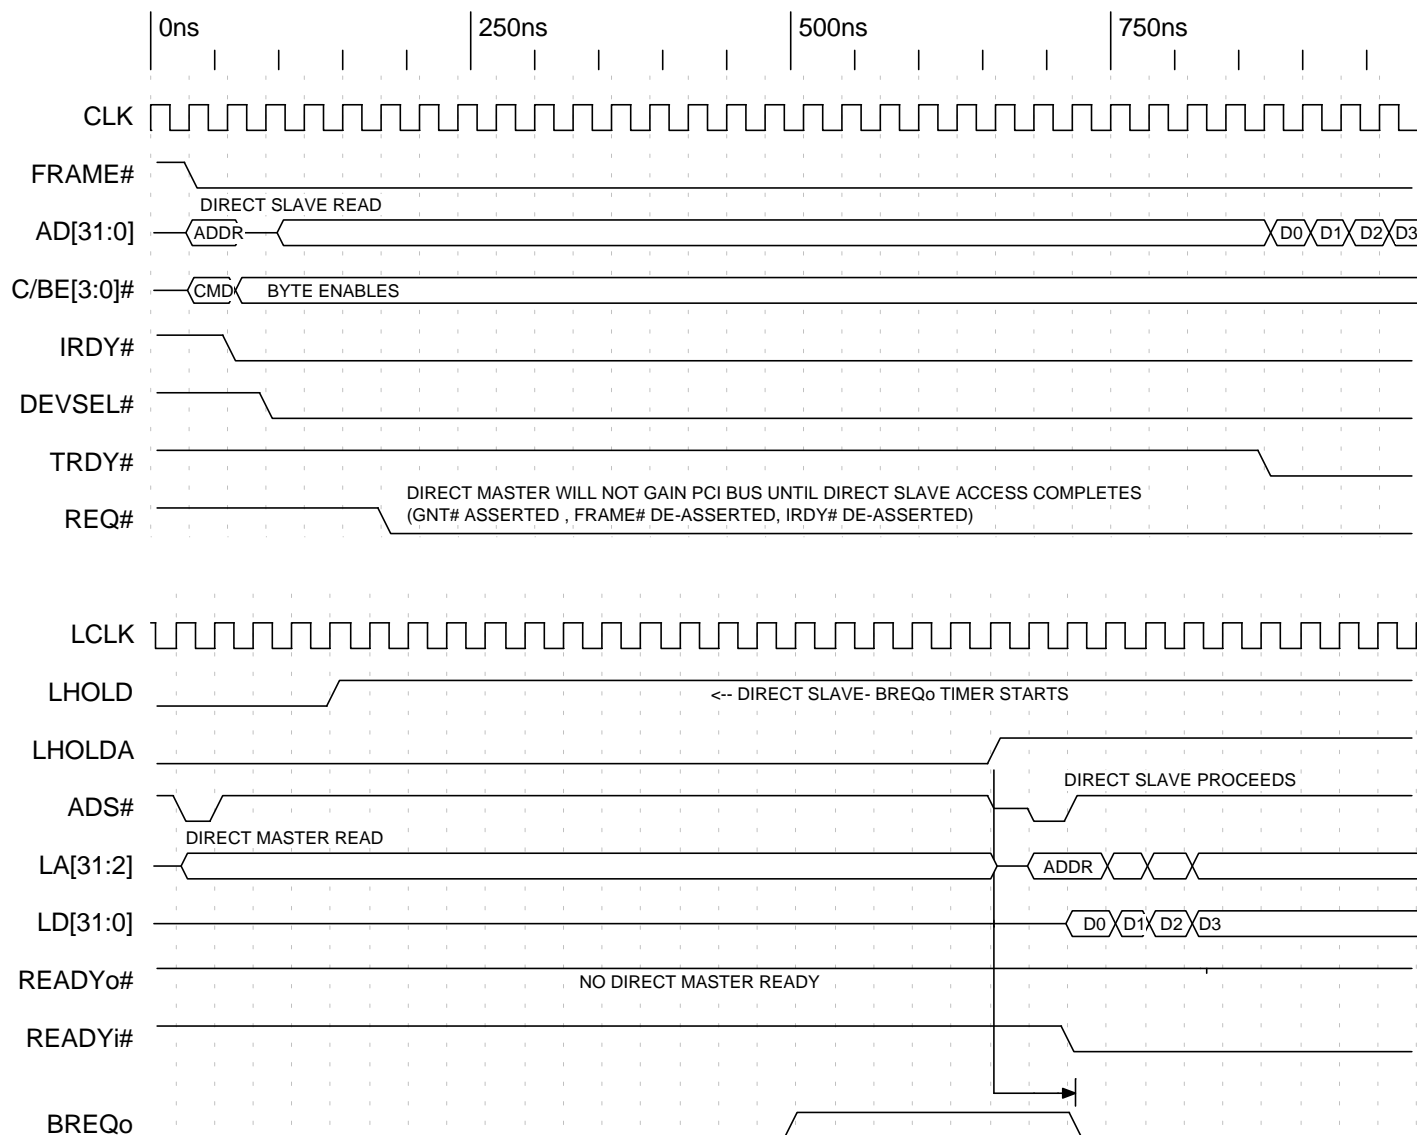 0ns 250ns 500ns 750ns
CLK
FRAME#
DIRECT SLAVE READ
AD[31:0] ADDR D0 D1 D2 D3
C/BE[3:0]# CMD BYTE ENABLES
IRDY#
DEVSEL#
TRDY#
DIRECT MASTER WILL NOT GAIN PCI BUS UNTIL DIRECT SLAVE ACCESS COMPLETES
REQ# (GNT# ASSERTED , FRAME# DE-ASSERTED, IRDY# DE-ASSERTED)
LCLK
LHOLD <-- DIRECT SLAVE- BREQo TIMER STARTS
LHOLDA
DIRECT SLAVE PROCEEDS
ADS#
DIRECT MASTER READ
LA[31:2] ADDR
LD[31:0] D0 D1 D2 D3
READYo# NO DIRECT MASTER READY
READYi#
BREQo